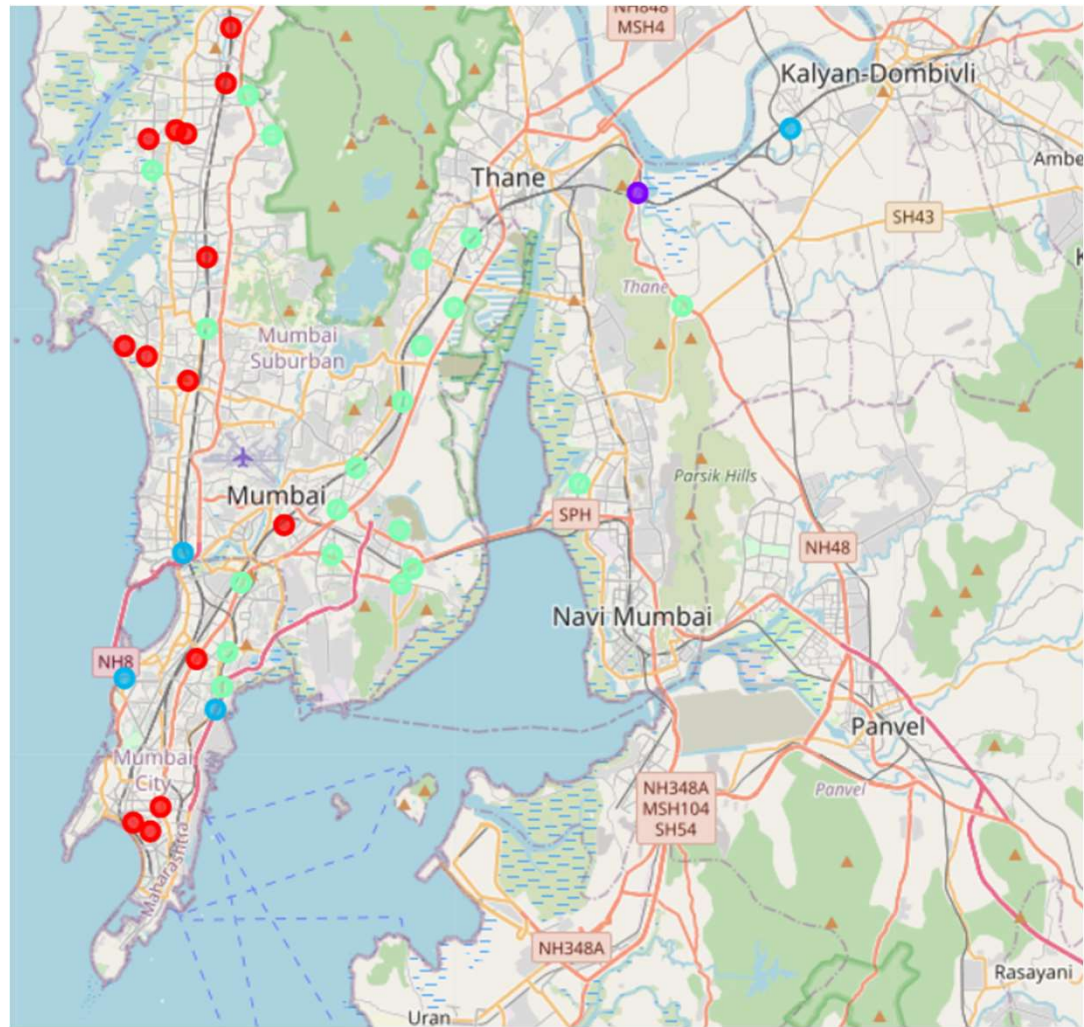 NH848
MSH4
Kalyan-Dombivli
Thane
Ambe
SH43
K
Thane
Mumbai
Suburban
Parsik Hills
Mumbai
SPH
NH48
Navi Mumbai
NH8
Panvel
Mumbai
City
Maharashtra
Panvel
NH348A
MSH104
SH54
NH348A
Rasayani
Uran